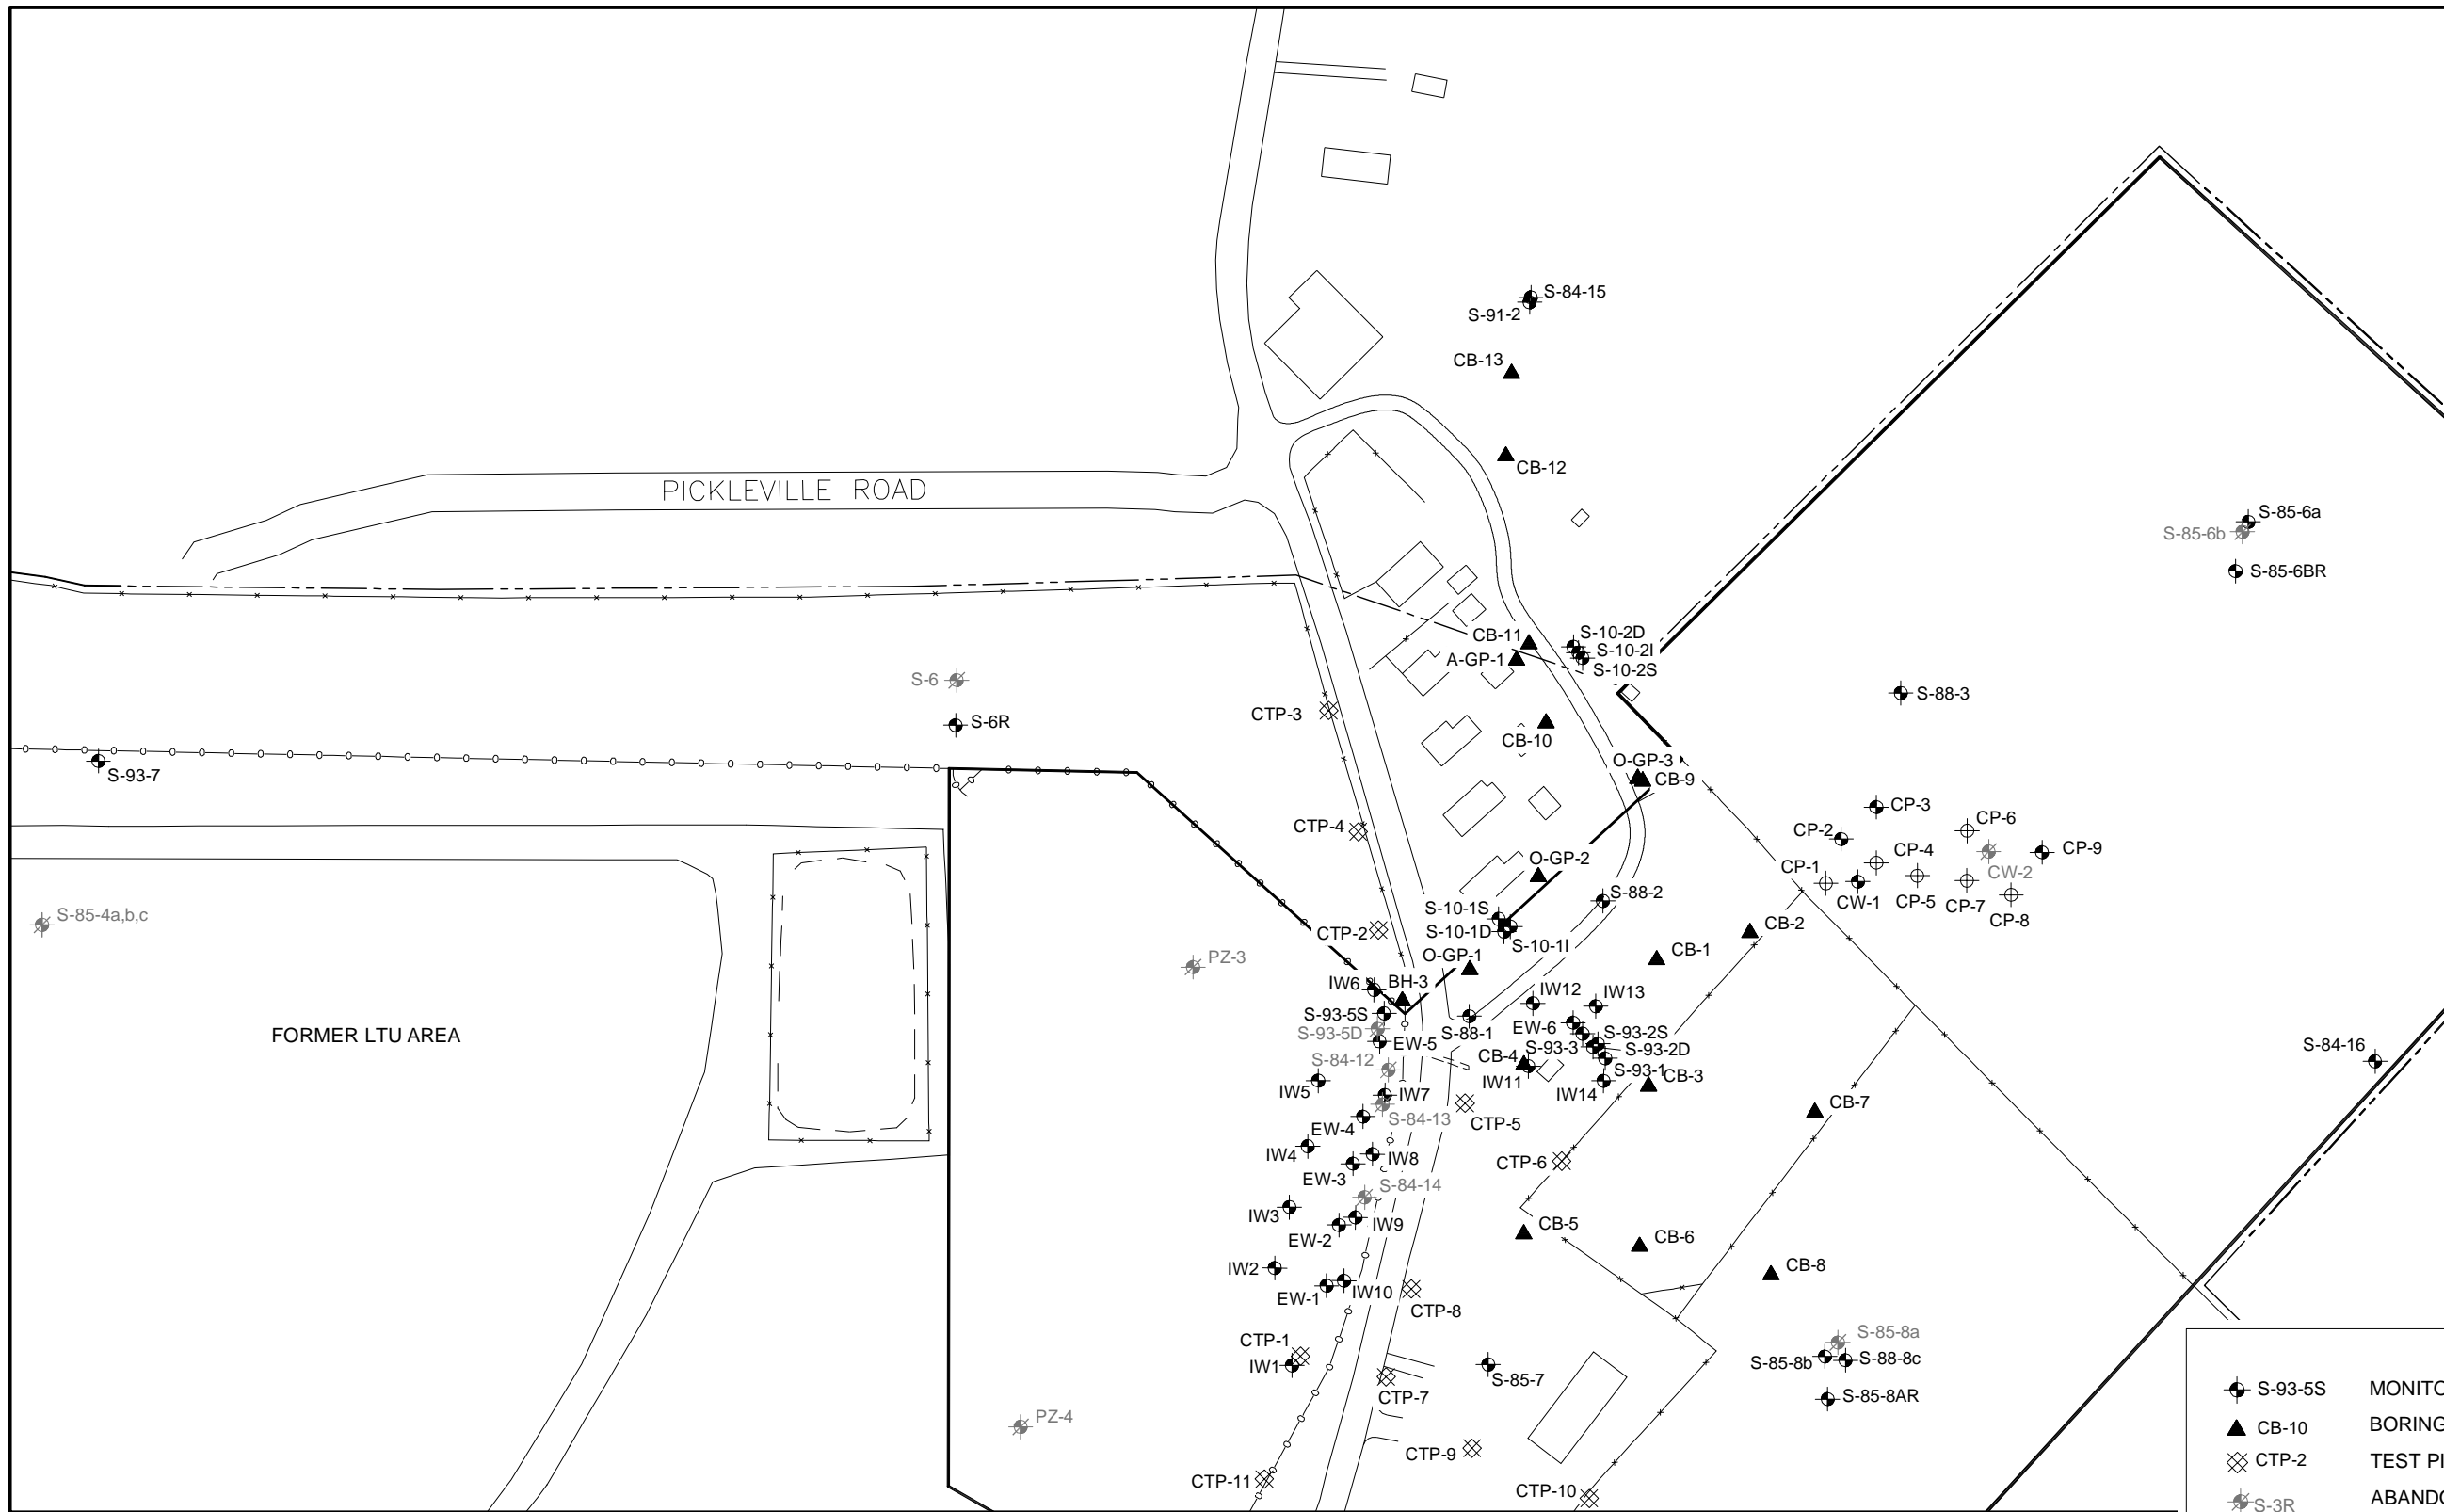 S-84-15
S-91-2
CB-13
CB-12
PICKLEVILLE ROAD
S-85-6a
S-85-6b
S-85-6BR
CB-11
S-10-2D
S-10-2I
A-GP-1
S-10-2S
S-6
S-88-3
CTP-3
S-6R
CB-10
O-GP-3
S-93-7
CB-9
CP-3
CTP-4
CP-2
CP-6
CP-9
CP-4
O-GP-2
CP-1
CW-2
CW-1
CP-5
CP-7
CP-8
S-88-2
S-85-4a,b,c
S-10-1S
CTP-2
S-10-1D
CB-2
S-10-1I
CB-1
PZ-3
O-GP-1
IW6
BH-3
IW12
IW13
S-93-5S
EW-6
S-93-5D
S-88-1
S-93-2S
FORMER LTU AREA
EW-5
S-93-3
S-93-2D
CB-4
S-84-16
S-84-12
S-93-1
CB-3
IW5
IW11
IW14
IW7
CB-7
S-84-13
CTP-5
EW-4
IW4
IW8
CTP-6
EW-3
S-84-14
IW3
IW9
CB-5
EW-2
CB-6
IW2
CB-8
EW-1
IW10
CTP-8
CTP-1
S-85-8a
IW1
S-85-8b
S-88-8c
S-85-7
CTP-7
S-85-8AR
PZ-4
CTP-9
CTP-11
CTP-10
S-93-5S MONITO
CB-10 BORING
CTP-2 TEST PI
S-3R ABANDO